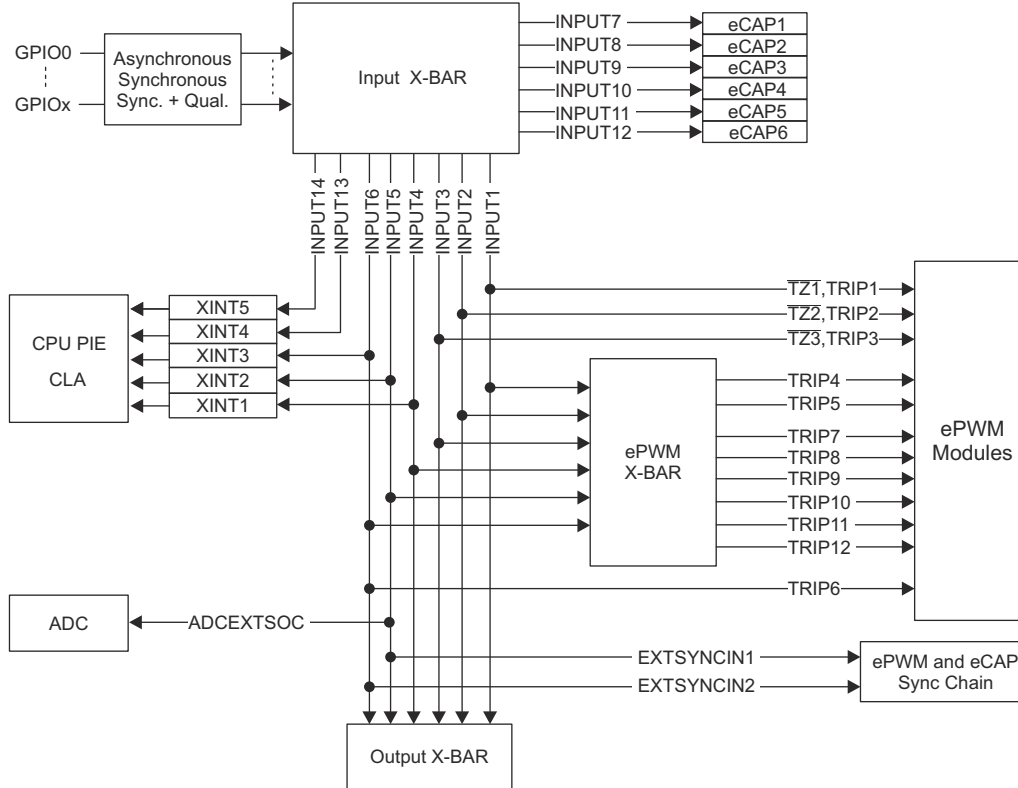 GPIO0
GPIOx
Asynchronous
Synchronous
Sync. + Qual.
Input X-BAR
INPUT7
INPUT8
INPUT9
INPUT10
INPUT11
INPUT12
eCAP1
eCAP2
eCAP3
eCAP4
eCAP5
eCAP6
INPUT14
INPUT13
INPUT6
INPUT5
INPUT4
INPUT3
INPUT2
INPUT1
CPU PIE
CLA
XINT5
XINT4
XINT3
XINT2
XINT1
TZ1,TRIP1
TZ2,TRIP2
TZ3,TRIP3
ePWM
X-BAR
TRIP4
TRIP5
TRIP7
TRIP8
TRIP9
TRIP10
TRIP11
TRIP12
TRIP6
ePWM
Modules
ADC
ADCEXTSOC
EXTSYNCIN1
EXTSYNCIN2
ePWM and eCAP
Sync Chain
Output X-BAR